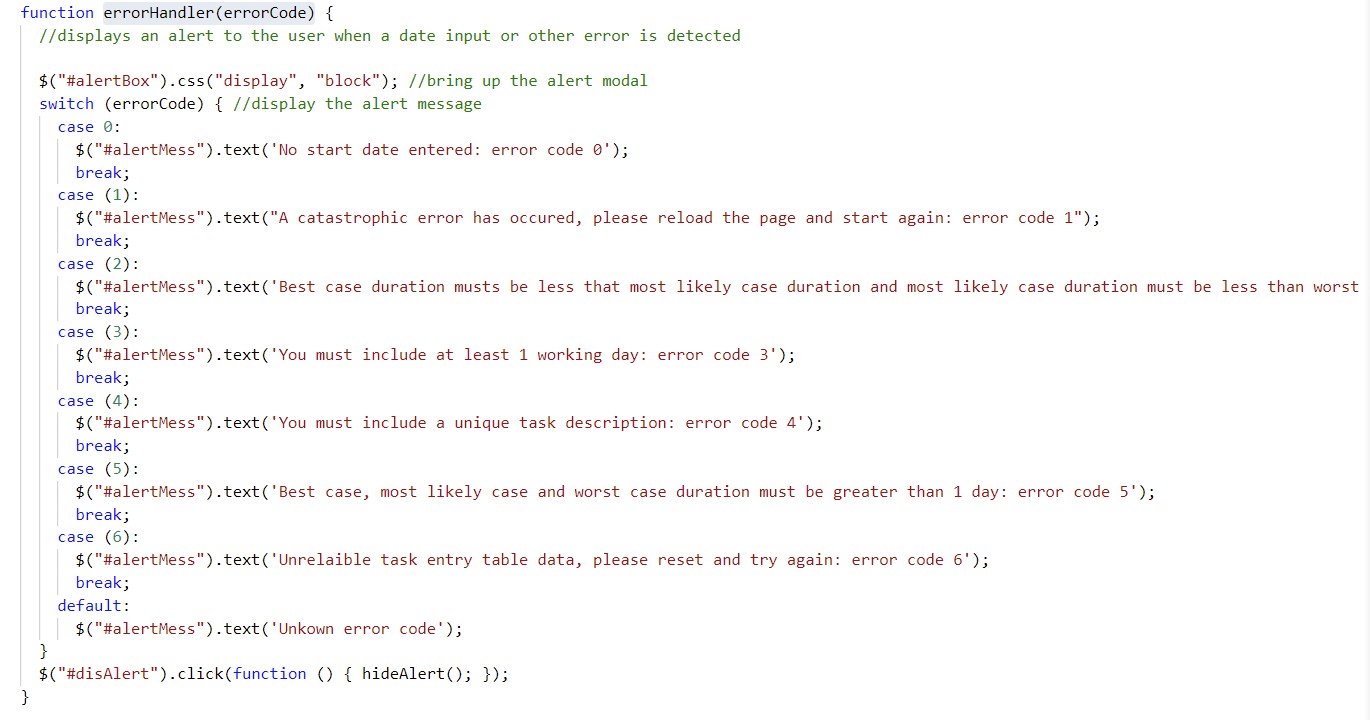 function errorHandler(errorCode) {
//displays an alert to the user when a date input or other error is detected
$("#alertBox").css("display", "block"); //bring up the alert modal
switch (errorCode) { //display the alert message
case 0:
$("#alertMess").text('No start date entered: error code 0');
break;
case (1):
$("#alertMess").text("A catastrophic error has occured, please reload the page and start again: error code 1");
break;
case (2):
$("#alertMess").text('Best case duration musts be less that most likely case duration and most likely case duration must be less than worst
break;
case (3):
$("#alertMess").text('You must include at least 1 working day: error code 3');
break;
case (4):
$("#alertMess").text('You must include a unique task description: error code 4');
break;
case (5):
$("#alertMess").text('Best case, most likely case and worst case duration must be greater than 1 day: error code 5');
break;
case (6):
$("#alertMess").text('Unrelaible task entry table data, please reset and try again: error code 6');
break;
default:
$("#alertMess").text('Unkown error code');
}
$("#disAlert").click(function () { hideAlert(); });
}